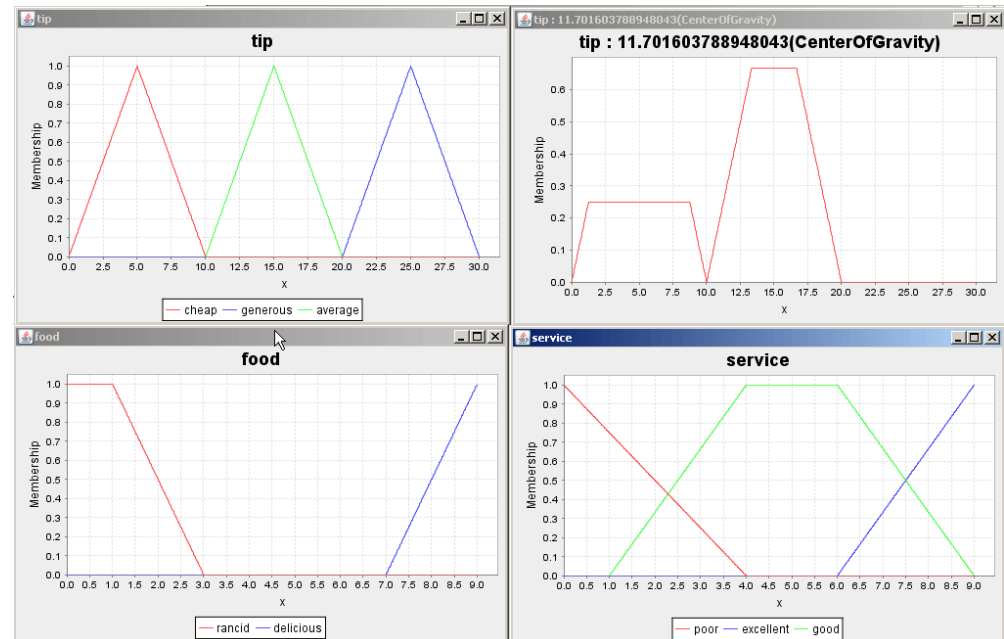 tip
tip
1.0
0.9
0.8
0.7
0.6
0.5
0.4
0.3
0.2
0.1
0.0
Membership
0.0 2.5 5.0 7.5 10.0 12.5 15.0 17.5 20.0 22.5 25.0 27.5 30.0
x
cheap generous average
tip : 11.701603788948043(CenterOfGravity)
tip : 11.701603788948043(CenterOfGravity)
0.6
0.5
0.4
0.3
0.2
0.1
0.0
Membership
0.0 2.5 5.0 7.5 10.0 12.5 15.0 17.5 20.0 22.5 25.0 27.5 30.0
x
food
food
1.0
0.9
0.8
0.7
0.6
0.5
0.4
0.3
0.2
0.1
0.0
Membership
0.0 0.5 1.0 1.5 2.0 2.5 3.0 3.5 4.0 4.5 5.0 5.5 6.0 6.5 7.0 7.5 8.0 8.5 9.0
x
rancid delicious
service
service
1.0
0.9
0.8
0.7
0.6
0.5
0.4
0.3
0.2
0.1
0.0
Membership
0.0 0.5 1.0 1.5 2.0 2.5 3.0 3.5 4.0 4.5 5.0 5.5 6.0 6.5 7.0 7.5 8.0 8.5 9.0
x
poor excellent good